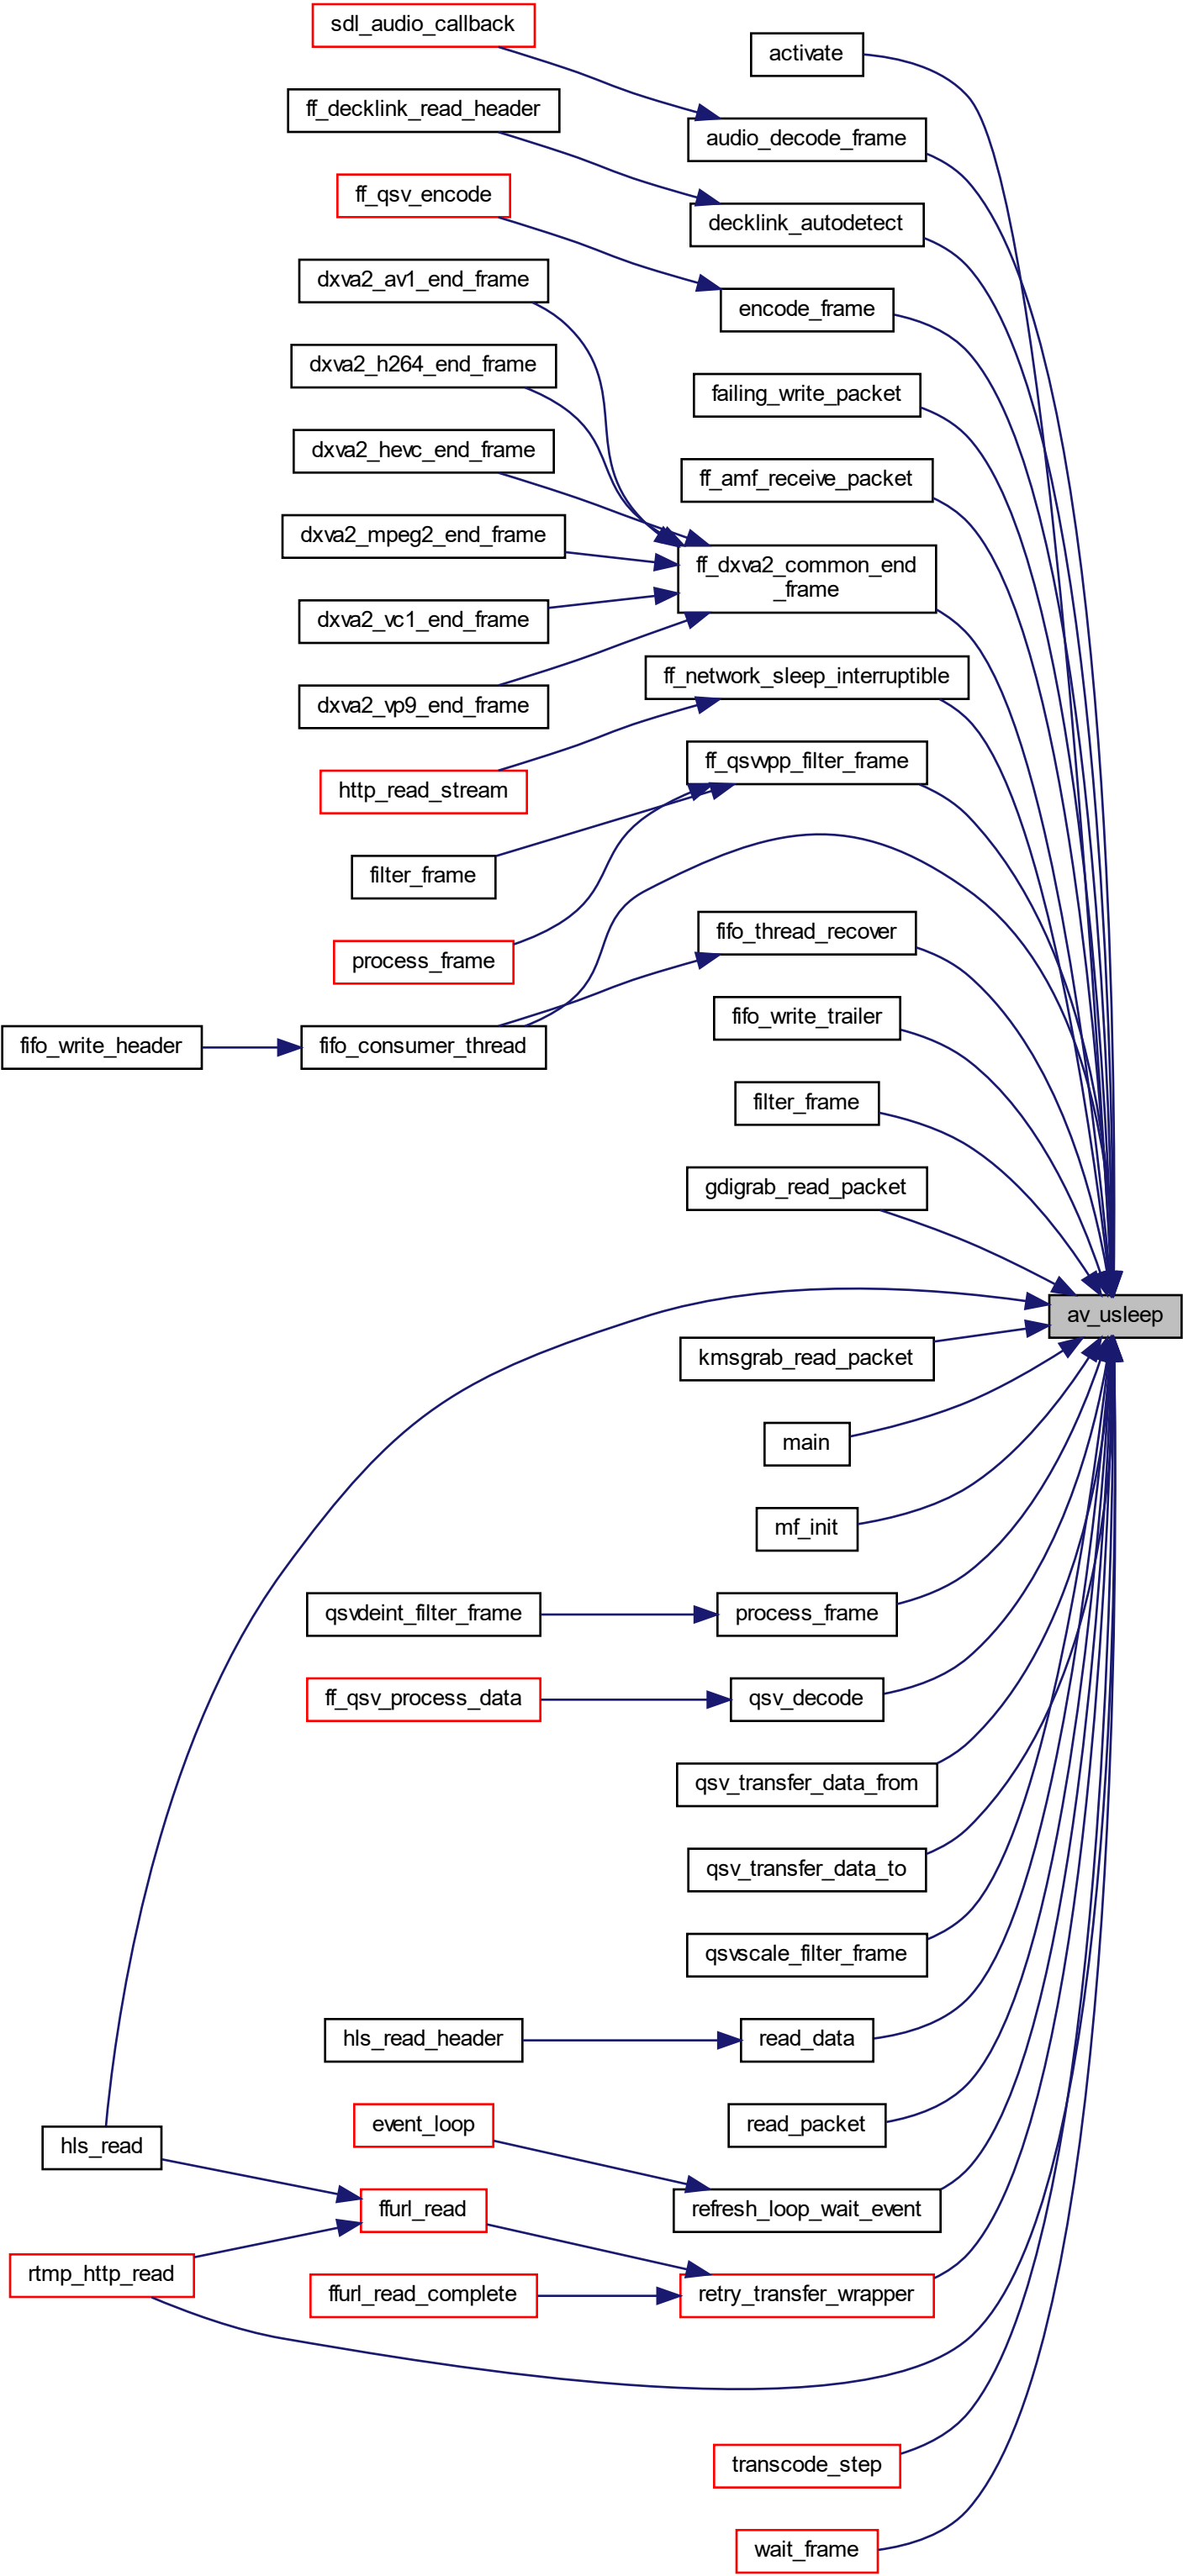 sdl_audio_callback
activate
ff_decklink_read_header
audio_decode_frame
ff_qsv_encode
decklink_autodetect
dxva2_av1_end_frame
encode_frame
dxva2_h264_end_frame
failing_write_packet
dxva2_hevc_end_frame
ff_amf_receive_packet
dxva2_mpeg2_end_frame
ff_dxva2_common_end
_frame
dxva2_vc1_end_frame
ff_network_sleep_interruptible
dxva2_vp9_end_frame
ff_qsvvpp_filter_frame
http_read_stream
filter_frame
fifo_thread_recover
process_frame
fifo_write_trailer
fifo_write_header
fifo_consumer_thread
filter_frame
gdigrab_read_packet
av_usleep
kmsgrab_read_packet
main
mf_init
qsvdeint_filter_frame
process_frame
ff_qsv_process_data
qsv_decode
qsv_transfer_data_from
qsv_transfer_data_to
qsvscale_filter_frame
hls_read_header
read_data
event_loop
read_packet
hls_read
ffurl_read
refresh_loop_wait_event
rtmp_http_read
ffurl_read_complete
retry_transfer_wrapper
transcode_step
wait_frame